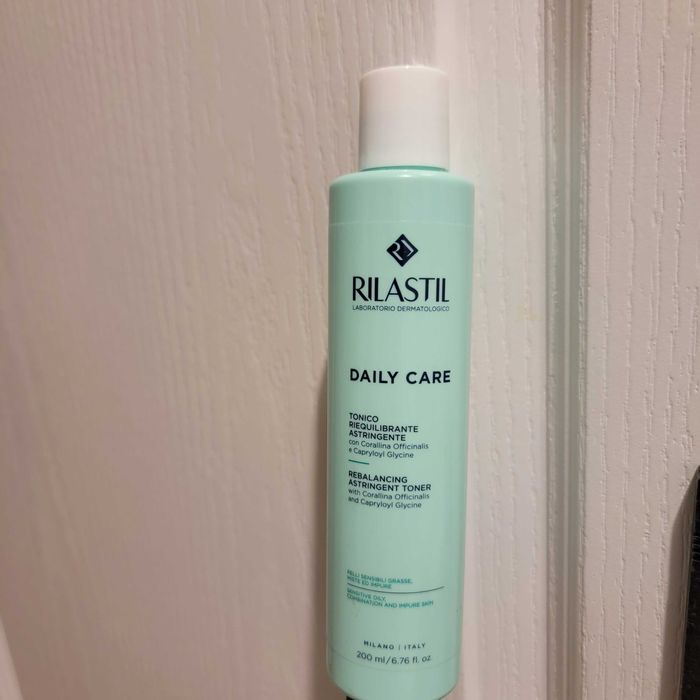 RILASTIL
LABORATORIO DERMATOLOGICO
DAILY CARE
TONICO
RIEQUILIBRANTE
ASTRINGENTE
con Corallina Officinalis
e Capryloyl Glycine
REBALANCING
ASTRINGENT TONER
with Corallina Officinalis
and Capryloyl Glycine
PELLI SENSIBILI GRASSE,
MISTE ED IMPURE
SENSITIVE OILY,
COMBINATION AND IMPURE SKIN
MILANO | ITALY
200 ml/6.76 fl. oz